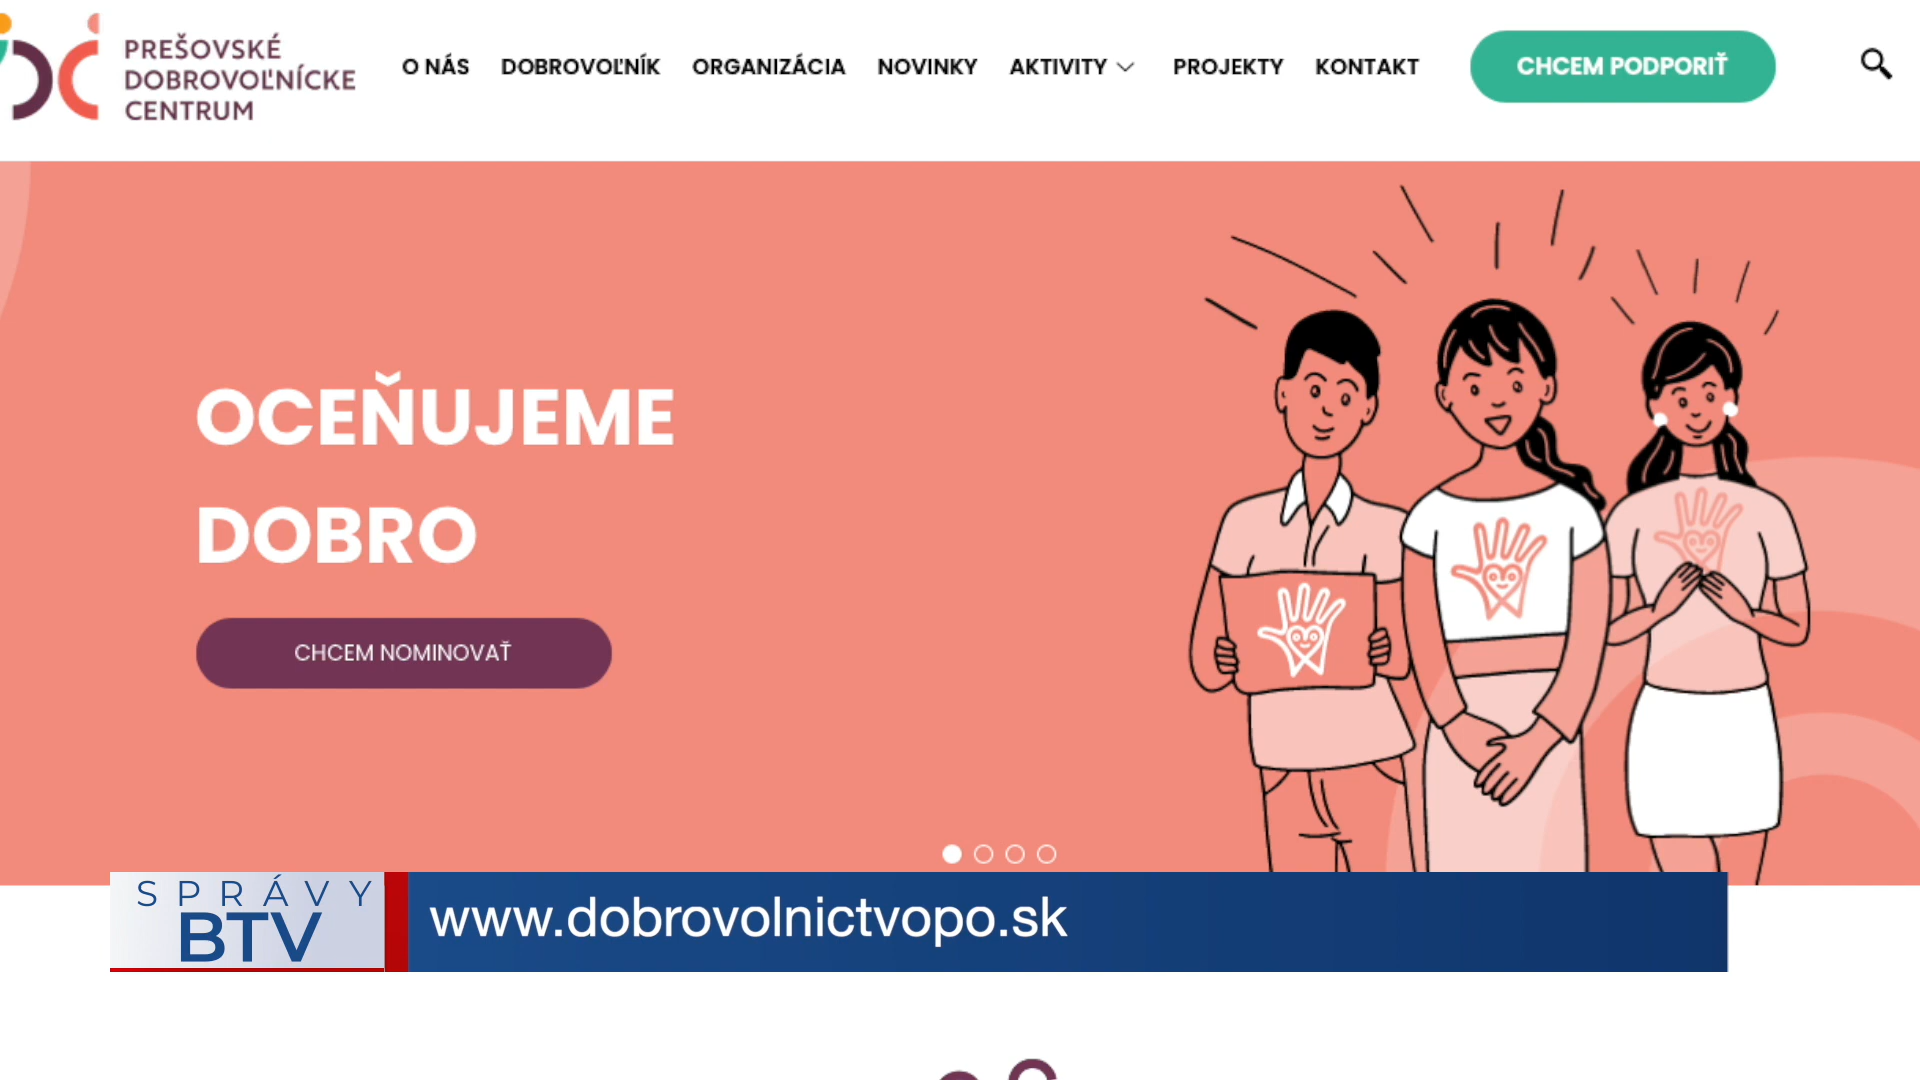 PREŠOVSKÉ
DOBROVOĽNÍCKE
CENTRUM
O NÁS
DOBROVOĽNÍK
ORGANIZÁCIA
NOVINKY
AKTIVITY
PROJEKTY
KONTAKT
CHCEM PODPORIŤ
OCEŇUJEME
DOBRO
CHCEM NOMINOVAŤ
SPRÁVY
BTV
www.dobrovolnictvopo.sk